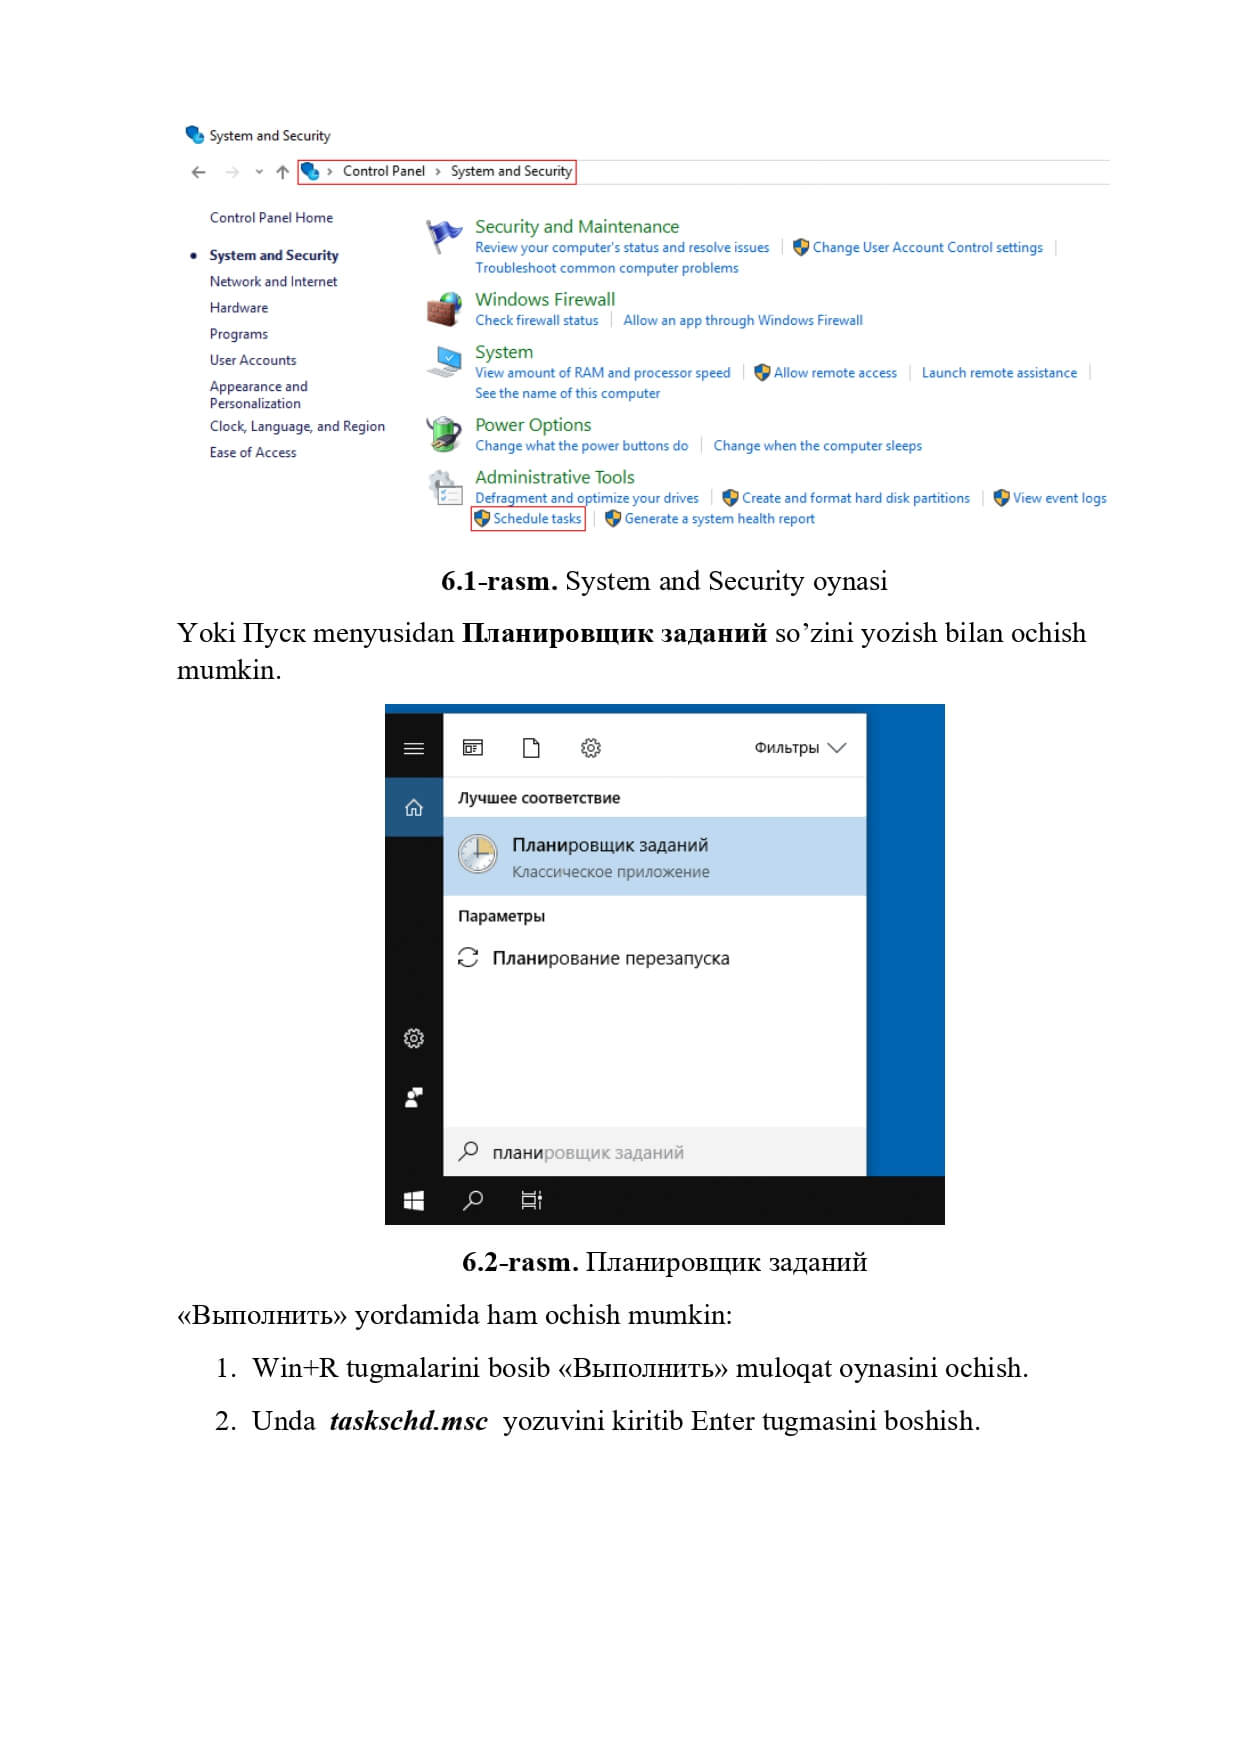 System and Security
Control Panel › System and Security
Control Panel Home
System and Security
Network and Internet
Hardware
Programs
User Accounts
Appearance and
Personalization
Clock, Language, and Region
Ease of Access
Security and Maintenance
Review your computer's status and resolve issues | Change User Account Control settings |
Troubleshoot common computer problems
Windows Firewall
Check firewall status | Allow an app through Windows Firewall
System
View amount of RAM and processor speed | Allow remote access | Launch remote assistance |
See the name of this computer
Power Options
Change what the power buttons do | Change when the computer sleeps
Administrative Tools
Defragment and optimize your drives | Create and format hard disk partitions | View event logs
Schedule tasks | Generate a system health report
6.1-rasm. System and Security oynasi
Yoki Пуск menyusidan Планировщик заданий so’zini yozish bilan ochish
mumkin.
Фильтры
Лучшее соответствие
Планировщик заданий
Классическое приложение
Параметры
Планирование перезапуска
планировщик заданий
6.2-rasm. Планировщик заданий
«Выполнить» yordamida ham ochish mumkin:
1. Win+R tugmalarini bosib «Выполнить» muloqat oynasini ochish.
2. Unda taskschd.msc yozuvini kiritib Enter tugmasini boshish.